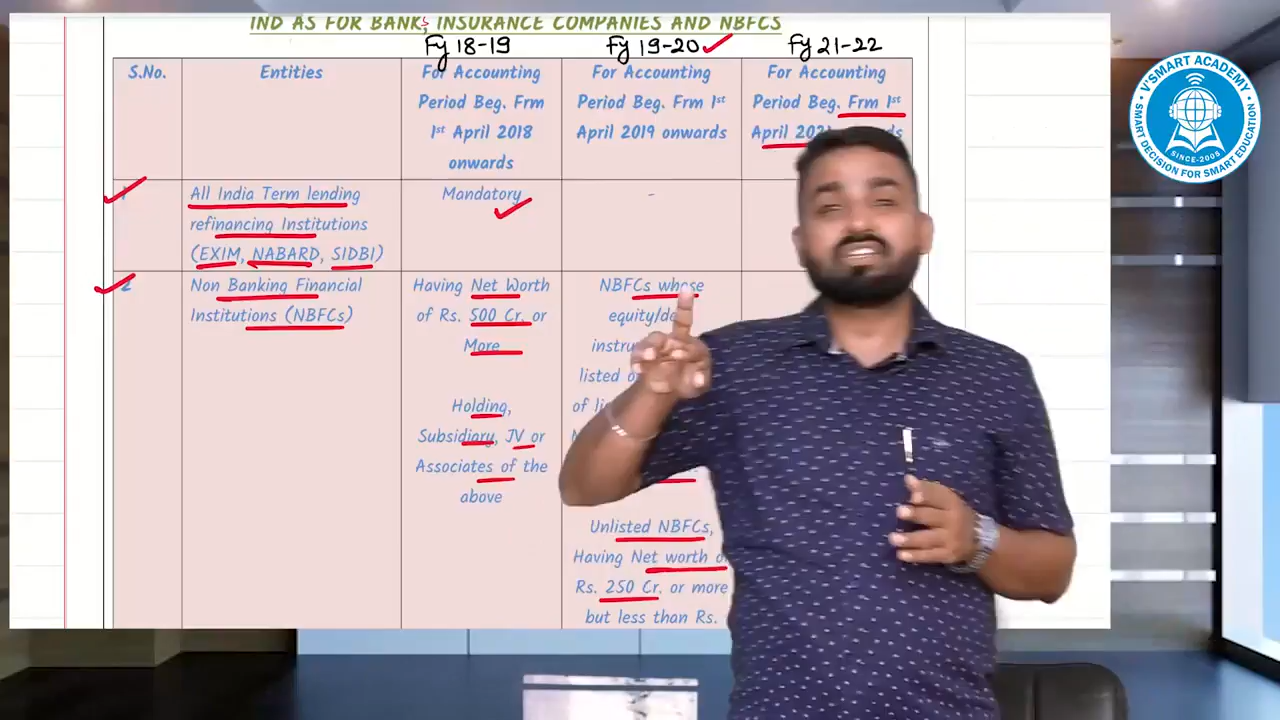 IND AS FOR BANK, INSURANCE COMPANIES AND NBFCS
Fy 18-19
Fy 19-20
Fy 21-22
S.No.
Entities
For Accounting
Period Beg. Frm
1st April 2018
onwards
For Accounting
Period Beg. Frm 1st
April 2019 onwards
For Accounting
Period Beg. Frm 1st
April
1
All India Term lending
refinancing Institutions
(EXIM, NABARD, SIDBI)
Mandatory
-
2
Non Banking Financial
Institutions (NBFCs)
Having Net Worth
of Rs. 500 Cr. or
More
Holding,
Subsidiary, JV or
Associates of the
above
NBFCs whose
listed
of
Unlisted NBFCs,
Having Net worth
Rs. 250 Cr. or more
but less than Rs.
V'SMART ACADEMY
SMART DECISION FOR SMART EDUCATION
SINCE-2008